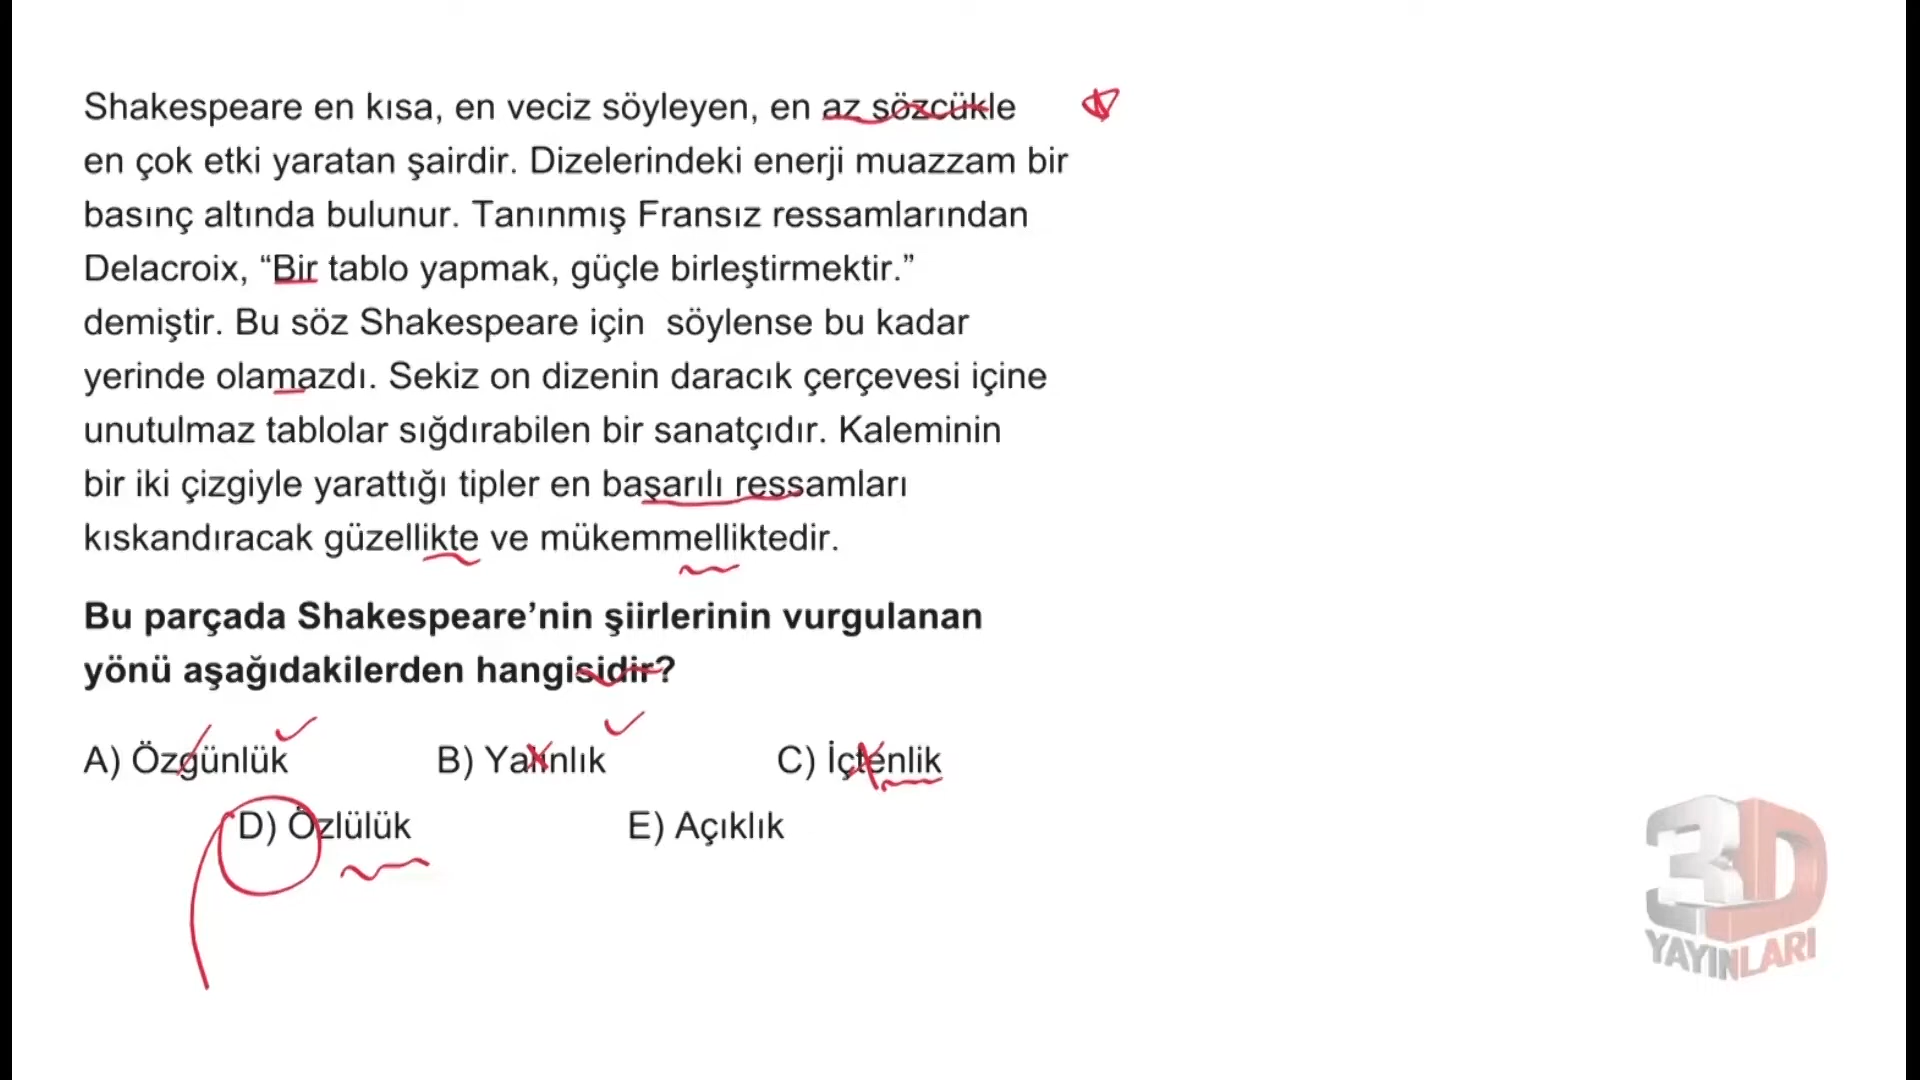 Shakespeare en kısa, en veciz söyleyen, en az sözcükle
en çok etki yaratan şairdir. Dizelerindeki enerji muazzam bir
basınç altında bulunur. Tanınmış Fransız ressamlarından
Delacroix, “Bir tablo yapmak, güçle birleştirmektir.”
demiştir. Bu söz Shakespeare için söylense bu kadar
yerinde olamazdı. Sekiz on dizenin daracık çerçevesi içine
unutulmaz tablolar sığdırabilen bir sanatçıdır. Kaleminin
bir iki çizgiyle yarattığı tipler en başarılı ressamları
kıskandıracak güzellikte ve mükemmelliktedir.
Bu parçada Shakespeare’nin şiirlerinin vurgulanan
yönü aşağıdakilerden hangisidir?
A) Özgünlük B) Yalınlık C) İçtenlik
D) Özlülük E) Açıklık
3D
YAYINLARI